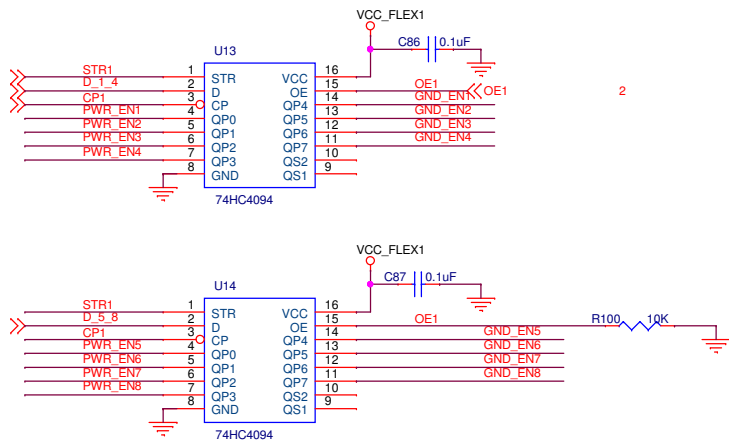 VCC_FLEX1
U13
C86 0.1uF
STR1 1 STR VCC 16
D_1_4 2 D OE 15 OE1 OE1 2
CP1 3 CP QP4 14 GND_EN1
PWR_EN1 4 QP0 QP5 13 GND_EN2
PWR_EN2 5 QP1 QP6 12 GND_EN3
PWR_EN3 6 QP2 QP7 11 GND_EN4
PWR_EN4 7 QP3 QS2 10
8 GND QS1 9
74HC4094
VCC_FLEX1
U14
C87 0.1uF
STR1 1 STR VCC 16
D_5_8 2 D OE 15 OE1 R100 10K
CP1 3 CP QP4 14 GND_EN5
PWR_EN5 4 QP0 QP5 13 GND_EN6
PWR_EN6 5 QP1 QP6 12 GND_EN7
PWR_EN7 6 QP2 QP7 11 GND_EN8
PWR_EN8 7 QP3 QS2 10
8 GND QS1 9
74HC4094